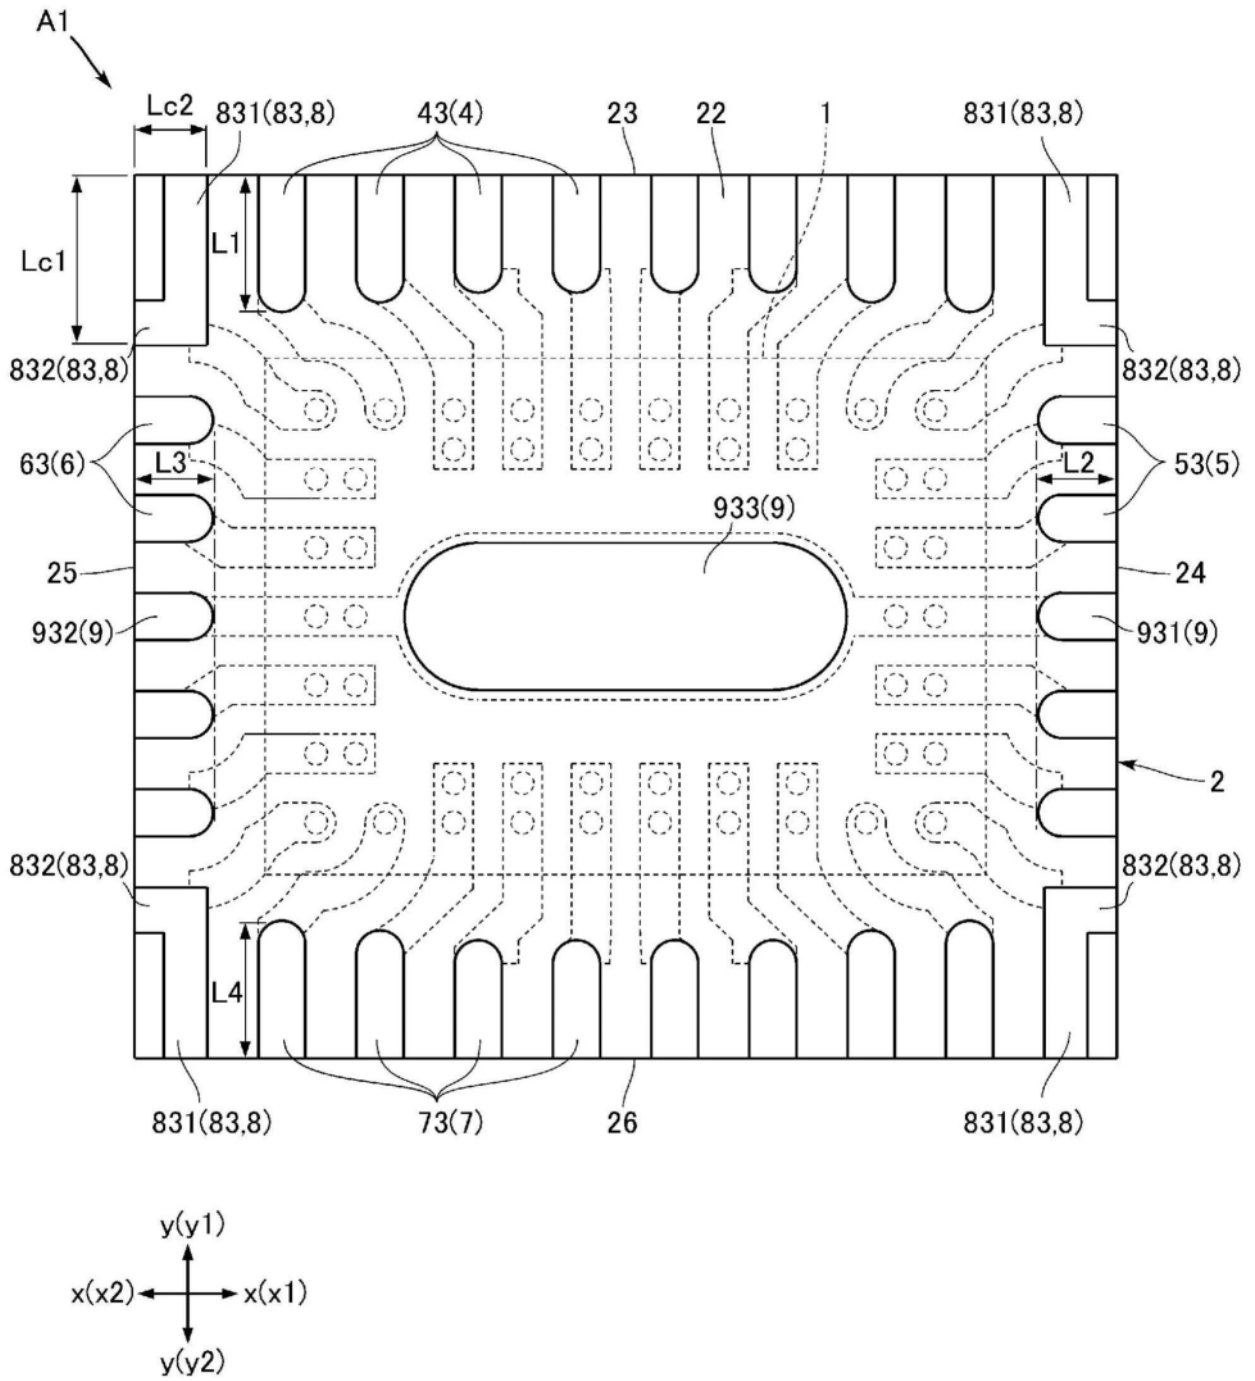 A1
Lc2 831(83,8) 43(4) 23 22 1 831(83,8)
Lc1 L1
832(83,8) 832(83,8)
63(6) L3 L2 53(5)
933(9)
25 24
932(9) 931(9)
2
832(83,8) 832(83,8)
L4
831(83,8) 73(7) 26 831(83,8)
y(y1)
x(x2) x(x1)
y(y2)